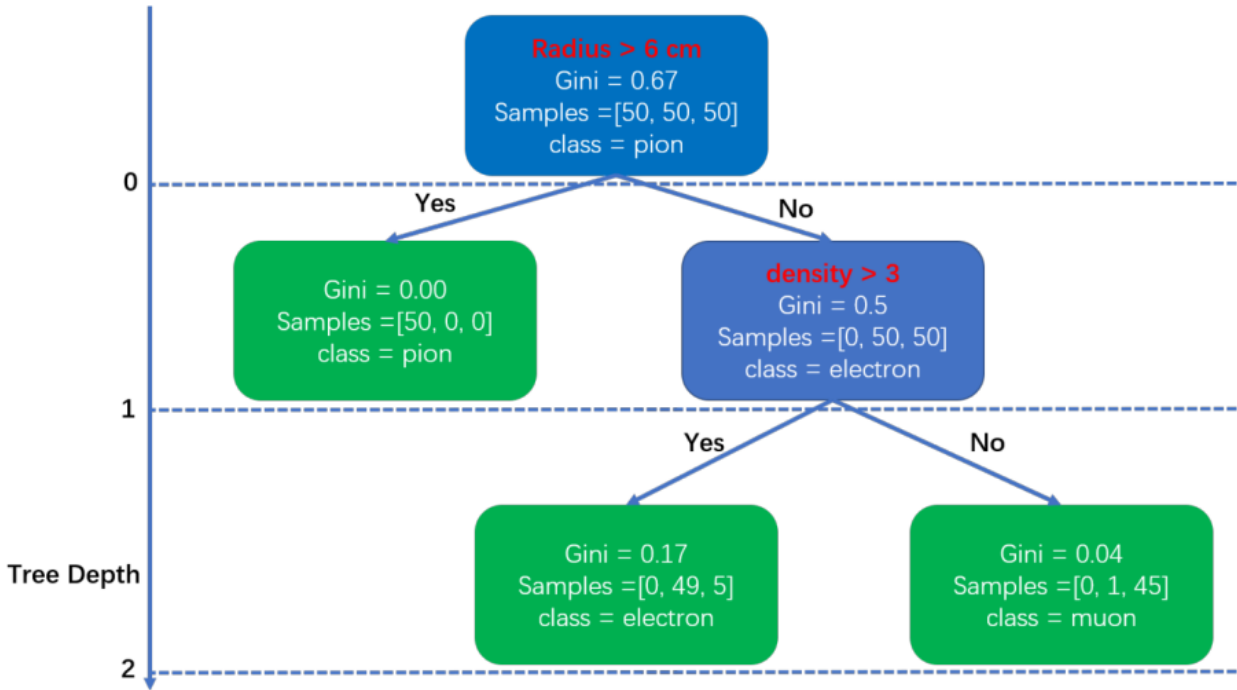 Radius > 6 cm
Gini = 0.67
Samples =[50, 50, 50]
class = pion
0
Yes
No
Gini = 0.00
Samples =[50, 0, 0]
class = pion
density > 3
Gini = 0.5
Samples =[0, 50, 50]
class = electron
1
Yes
No
Gini = 0.17
Samples =[0, 49, 5]
class = electron
Gini = 0.04
Samples =[0, 1, 45]
class = muon
Tree Depth
2